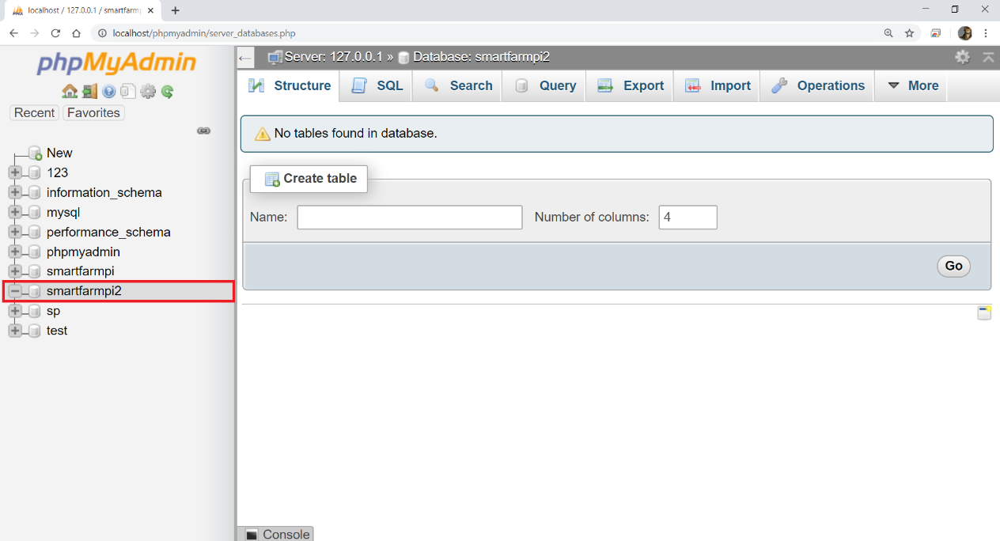 localhost / 127.0.0.1 / smartfarmp
localhost/phpmyadmin/server_databases.php
phpMyAdmin
Recent Favorites
New
123
information_schema
mysql
performance_schema
phpmyadmin
smartfarmpi
smartfarmpi2
sp
test
Server: 127.0.0.1 » Database: smartfarmpi2
Structure SQL Search Query Export Import Operations More
No tables found in database.
Create table
Name: Number of columns: 4
Go
Console